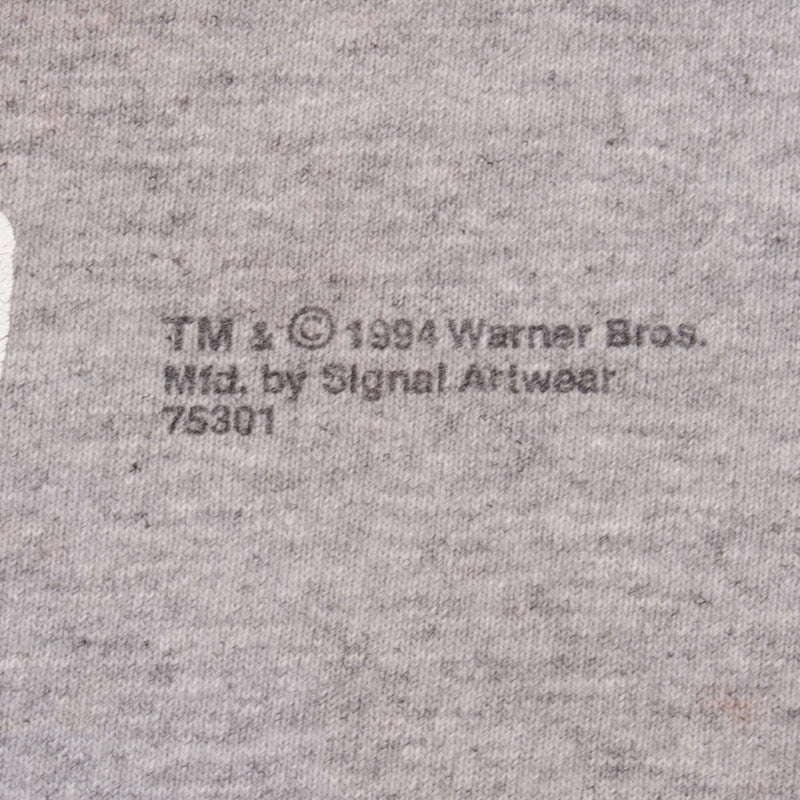 TM & © 1994 Warner Bros.
Mfd. by Signal Artwear
75301